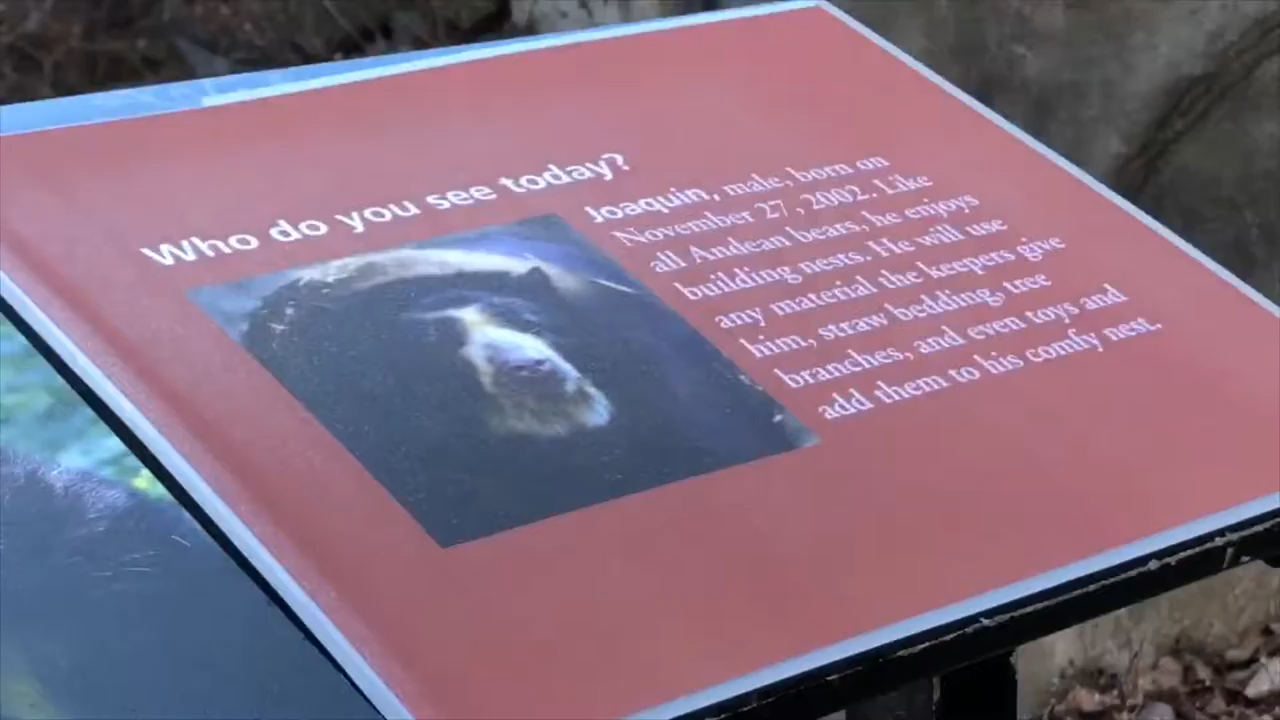 Who do you see today?
Joaquin, male, born on
November 27, 2002. Like
all Andean bears, he enjoys
building nests. He will use
any material the keepers give
him, straw bedding, tree
branches, and even toys and
add them to his comfy nest.